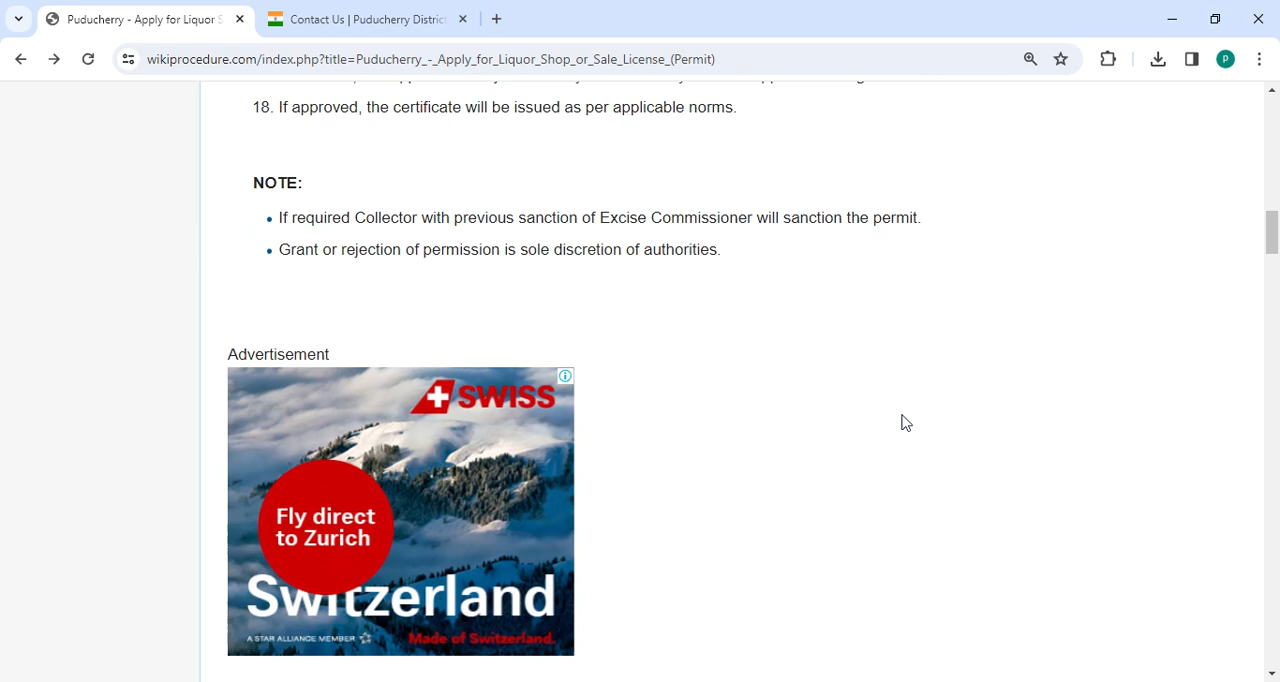 Puducherry - Apply for Liquor S
Contact Us | Puducherry Distric
wikiprocedure.com/index.php?title=Puducherry_-_Apply_for_Liquor_Shop_or_Sale_License_(Permit)
P
18. If approved, the certificate will be issued as per applicable norms.
NOTE:
• If required Collector with previous sanction of Excise Commissioner will sanction the permit.
• Grant or rejection of permission is sole discretion of authorities.
Advertisement
SWISS
Fly direct
to Zurich
Switzerland
A STAR ALLIANCE MEMBER
Made of Switzerland.